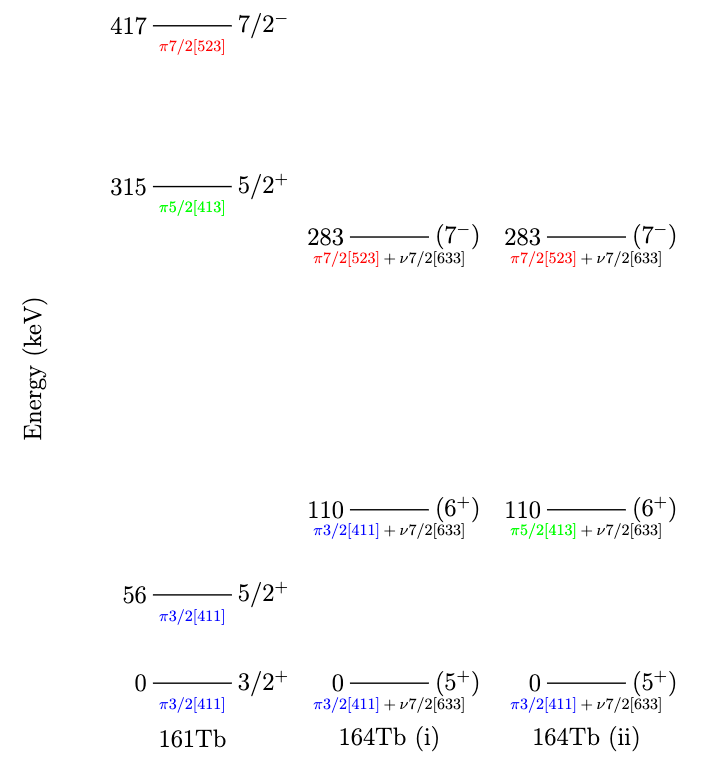 417 7/2⁻
π7/2[523]
315 5/2⁺
π5/2[413]
283 (7⁻) 283 (7⁻)
π7/2[523] + ν7/2[633] π7/2[523] + ν7/2[633]
Energy (keV)
110 (6⁺) 110 (6⁺)
π3/2[411] + ν7/2[633] π5/2[413] + ν7/2[633]
56 5/2⁺
π3/2[411]
0 3/2⁺ 0 (5⁺) 0 (5⁺)
π3/2[411] π3/2[411] + ν7/2[633] π3/2[411] + ν7/2[633]
161Tb 164Tb (i) 164Tb (ii)